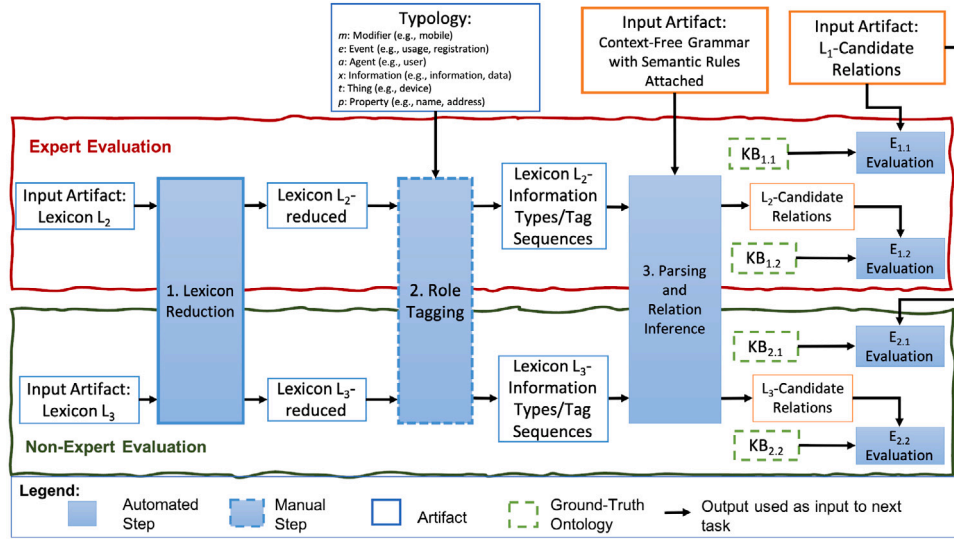 Typology:
m: Modifier (e.g., mobile)
e: Event (e.g., usage, registration)
a: Agent (e.g., user)
x: Information (e.g., information, data)
t: Thing (e.g., device)
p: Property (e.g., name, address)
Input Artifact:
Context-Free Grammar
with Semantic Rules
Attached
Input Artifact:
L1-Candidate
Relations
Expert Evaluation
Input Artifact:
Lexicon L2
1. Lexicon
Reduction
Lexicon L2-
reduced
2. Role
Tagging
Lexicon L2-
Information
Types/Tag
Sequences
3. Parsing
and
Relation
Inference
KB1.1
E1.1
Evaluation
L2-Candidate
Relations
KB1.2
E1.2
Evaluation
Input Artifact:
Lexicon L3
Lexicon L3-
reduced
Lexicon L3-
Information
Types/Tag
Sequences
KB2.1
E2.1
Evaluation
L3-Candidate
Relations
KB2.2
E2.2
Evaluation
Non-Expert Evaluation
Legend:
Automated
Step
Manual
Step
Artifact
Ground-Truth
Ontology
Output used as input to next
task